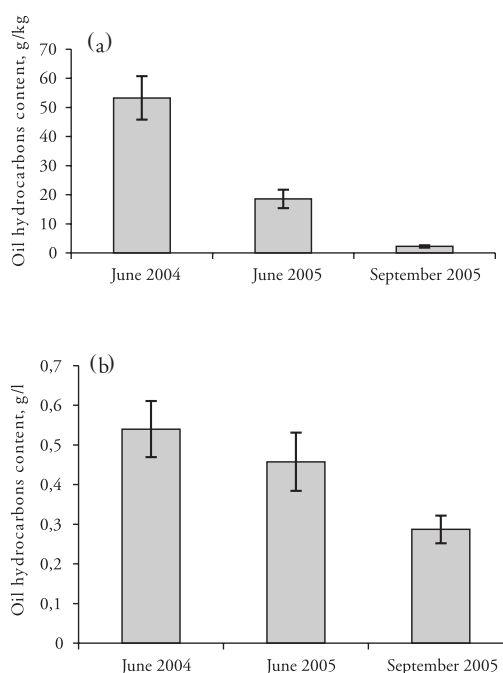 (a)
Oil hydrocarbons content, g/kg
70
60
50
40
30
20
10
0
June 2004
June 2005
September 2005
(b)
Oil hydrocarbons content, g/l
0,7
0,6
0,5
0,4
0,3
0,2
0,1
0
June 2004
June 2005
September 2005